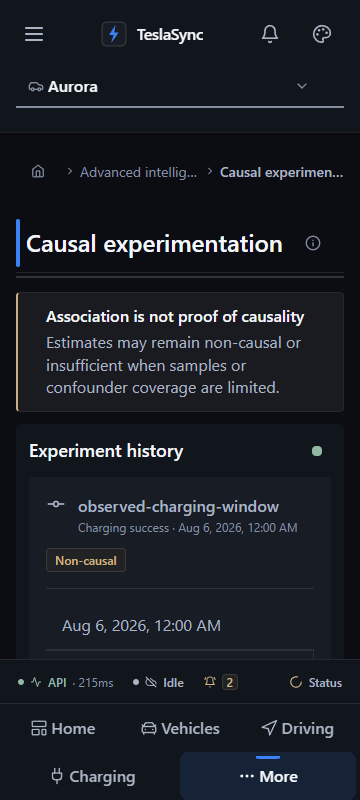 TeslaSync
Aurora
Advanced intellig... Causal experimen...
Causal experimentation
Association is not proof of causality
Estimates may remain non-causal or
insufficient when samples or
confounder coverage are limited.
Experiment history
observed-charging-window
Charging success · Aug 6, 2026, 12:00 AM
Non-causal
Aug 6, 2026, 12:00 AM
API · 215ms Idle 2 Status
Home Vehicles Driving
Charging More